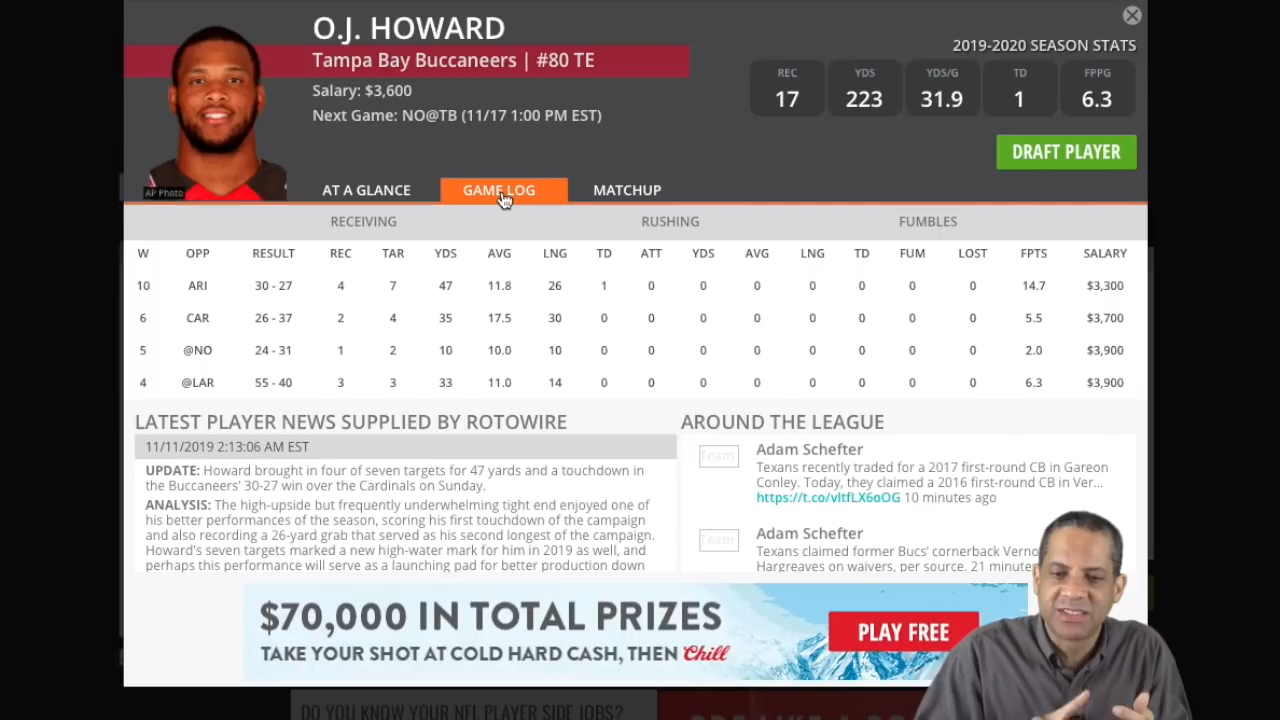 O.J. HOWARD
Tampa Bay Buccaneers | #80 TE
Salary: $3,600
Next Game: NO@TB (11/17 1:00 PM EST)
AP Photo
2019-2020 SEASON STATS
REC YDS YDS/G TD FPPG
17 223 31.9 1 6.3
DRAFT PLAYER
AT A GLANCE GAME LOG MATCHUP
RECEIVING RUSHING FUMBLES
W OPP RESULT REC TAR YDS AVG LNG TD ATT YDS AVG LNG TD FUM LOST FPTS SALARY
10 ARI 30 - 27 4 7 47 11.8 26 1 0 0 0 0 0 0 0 14.7 $3,300
6 CAR 26 - 37 2 4 35 17.5 30 0 0 0 0 0 0 0 0 5.5 $3,700
5 @NO 24 - 31 1 2 10 10.0 10 0 0 0 0 0 0 0 0 2.0 $3,900
4 @LAR 55 - 40 3 3 33 11.0 14 0 0 0 0 0 0 0 0 6.3 $3,900
LATEST PLAYER NEWS SUPPLIED BY ROTOWIRE
11/11/2019 2:13:06 AM EST
UPDATE: Howard brought in four of seven targets for 47 yards and a touchdown in
the Buccaneers' 30-27 win over the Cardinals on Sunday.
ANALYSIS: The high-upside but frequently underwhelming tight end enjoyed one of
his better performances of the season, scoring his first touchdown of the campaign
and also recording a 26-yard grab that served as his second longest of the campaign.
Howard's seven targets marked a new high-water mark for him in 2019 as well, and
perhaps this performance will serve as a launching pad for better production down
AROUND THE LEAGUE
Team
Adam Schefter
Texans recently traded for a 2017 first-round CB in Gareon
Conley. Today, they claimed a 2016 first-round CB in Ver...
https://t.co/vltfLX6oOG 10 minutes ago
Team
Adam Schefter
Texans claimed former Bucs' cornerback Verno
Hargreaves on waivers, per source. 21 minute
$70,000 IN TOTAL PRIZES
TAKE YOUR SHOT AT COLD HARD CASH, THEN Chill
PLAY FREE
DO YOU KNOW YOUR NFL PLAYER SIDE JOBS?